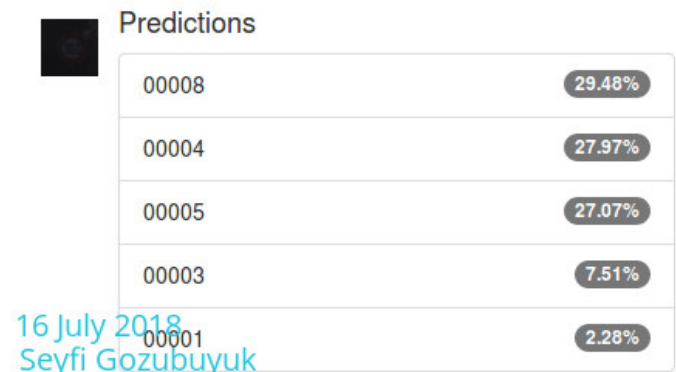 Predictions
00008 29.48%
00004 27.97%
00005 27.07%
00003 7.51%
00001 2.28%
16 July 2018
Seyfi Gozubuyuk